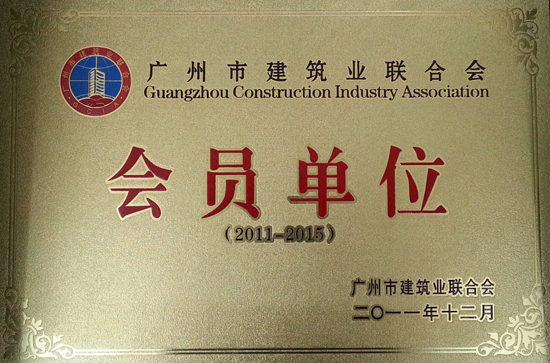 广州市建筑业联合会
Guangzhou Construction Industry Association
会员单位
(2011-2015)
广州市建筑业联合会
二〇一一年十二月